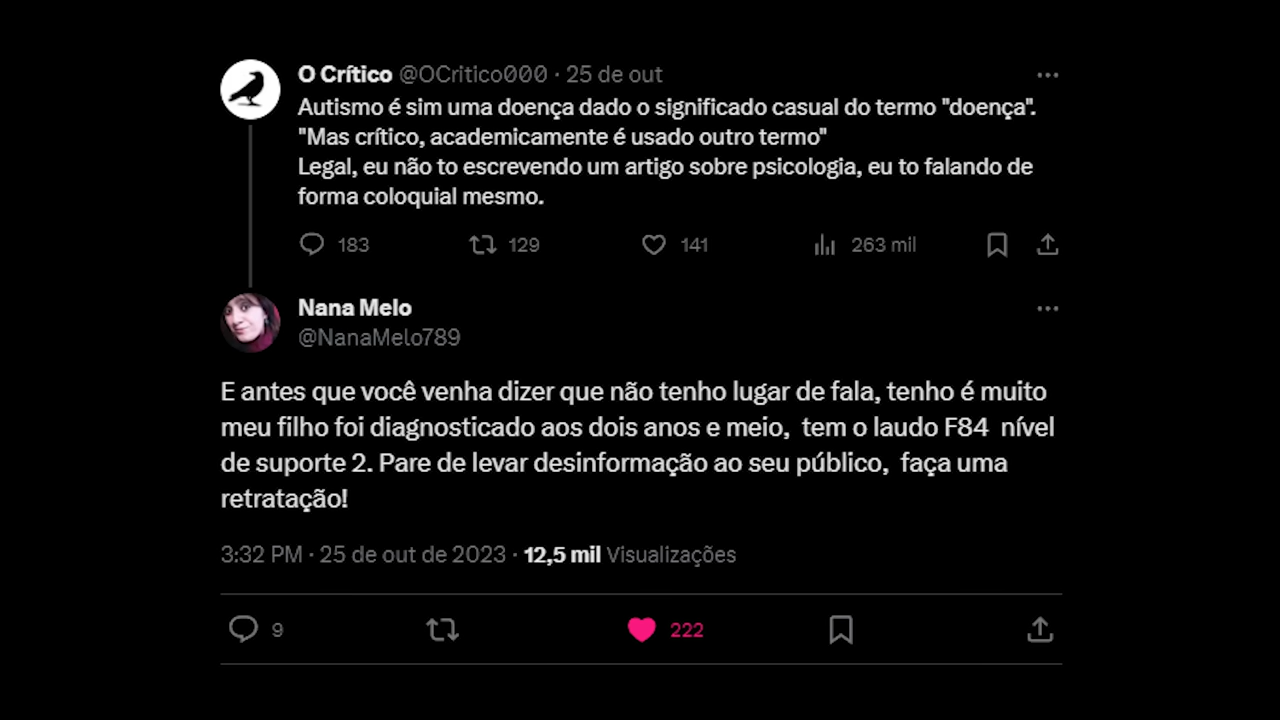 O Crítico @OCritico000 · 25 de out
Autismo é sim uma doença dado o significado casual do termo "doença".
"Mas crítico, academicamente é usado outro termo"
Legal, eu não to escrevendo um artigo sobre psicologia, eu to falando de
forma coloquial mesmo.
183 129 141 263 mil
Nana Melo
@NanaMelo789
E antes que você venha dizer que não tenho lugar de fala, tenho é muito
meu filho foi diagnosticado aos dois anos e meio,  tem o laudo F84  nível
de suporte 2. Pare de levar desinformação ao seu público,  faça uma
retratação!
3:32 PM · 25 de out de 2023 · 12,5 mil Visualizações
9 222